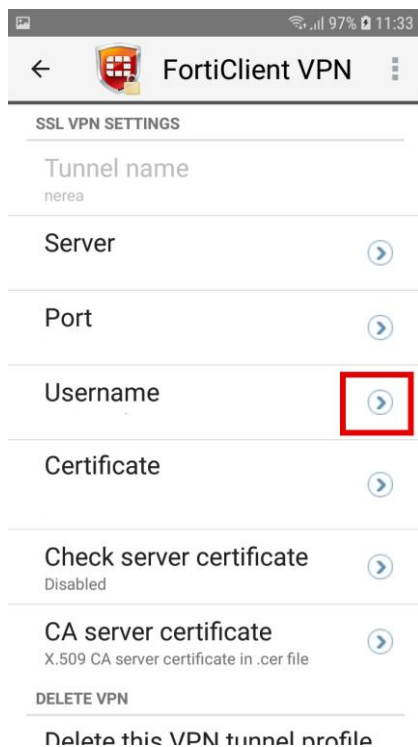 97% 11:33
FortiClient VPN
SSL VPN SETTINGS
Tunnel name
nerea
Server
Port
Username
Certificate
Check server certificate
Disabled
CA server certificate
X.509 CA server certificate in .cer file
DELETE VPN
Delete this VPN tunnel profile